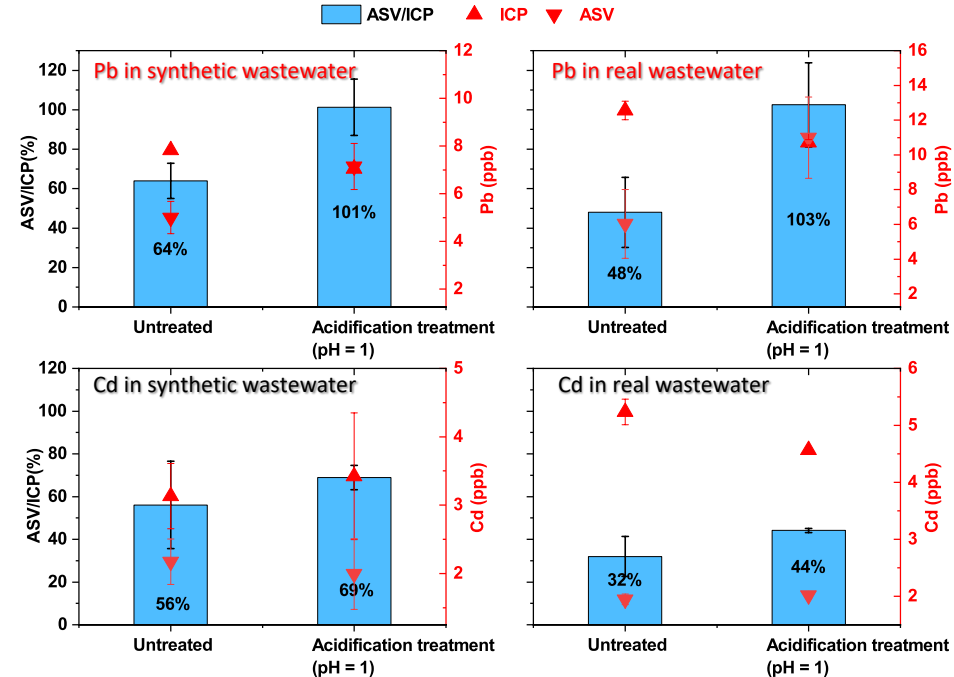 ASV/ICP ICP ASV
Pb in synthetic wastewater
ASV/ICP(%)
120
100
80
60
40
20
0
64%
101%
12
10
8
6
4
2
Pb (ppb)
Untreated
Acidification treatment
(pH = 1)
Pb in real wastewater
48%
103%
16
14
12
10
8
6
4
2
Pb (ppb)
Untreated
Acidification treatment
(pH = 1)
Cd in synthetic wastewater
ASV/ICP(%)
120
100
80
60
40
20
0
56%
69%
5
4
3
2
Cd (ppb)
Untreated
Acidification treatment
(pH = 1)
Cd in real wastewater
32%
44%
6
5
4
3
2
Cd (ppb)
Untreated
Acidification treatment
(pH = 1)